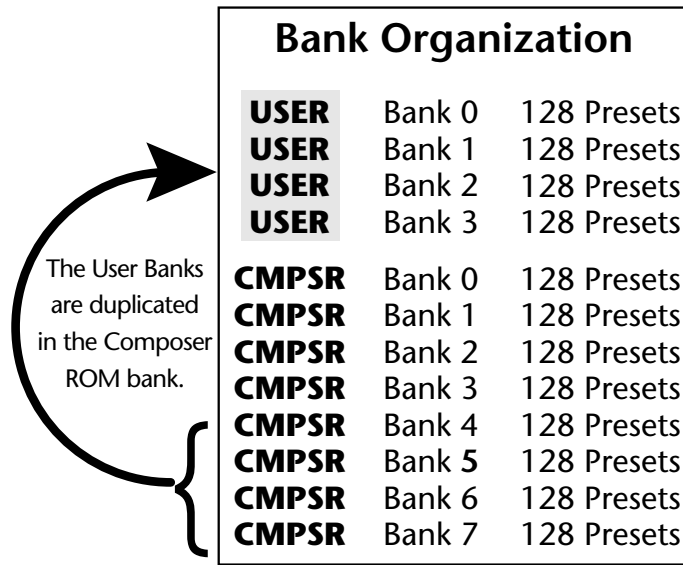 Bank Organization
USER Bank 0 128 Presets
USER Bank 1 128 Presets
USER Bank 2 128 Presets
USER Bank 3 128 Presets
The User Banks
are duplicated
in the Composer
ROM bank.
CMPSR Bank 0 128 Presets
CMPSR Bank 1 128 Presets
CMPSR Bank 2 128 Presets
CMPSR Bank 3 128 Presets
CMPSR Bank 4 128 Presets
CMPSR Bank 5 128 Presets
CMPSR Bank 6 128 Presets
CMPSR Bank 7 128 Presets